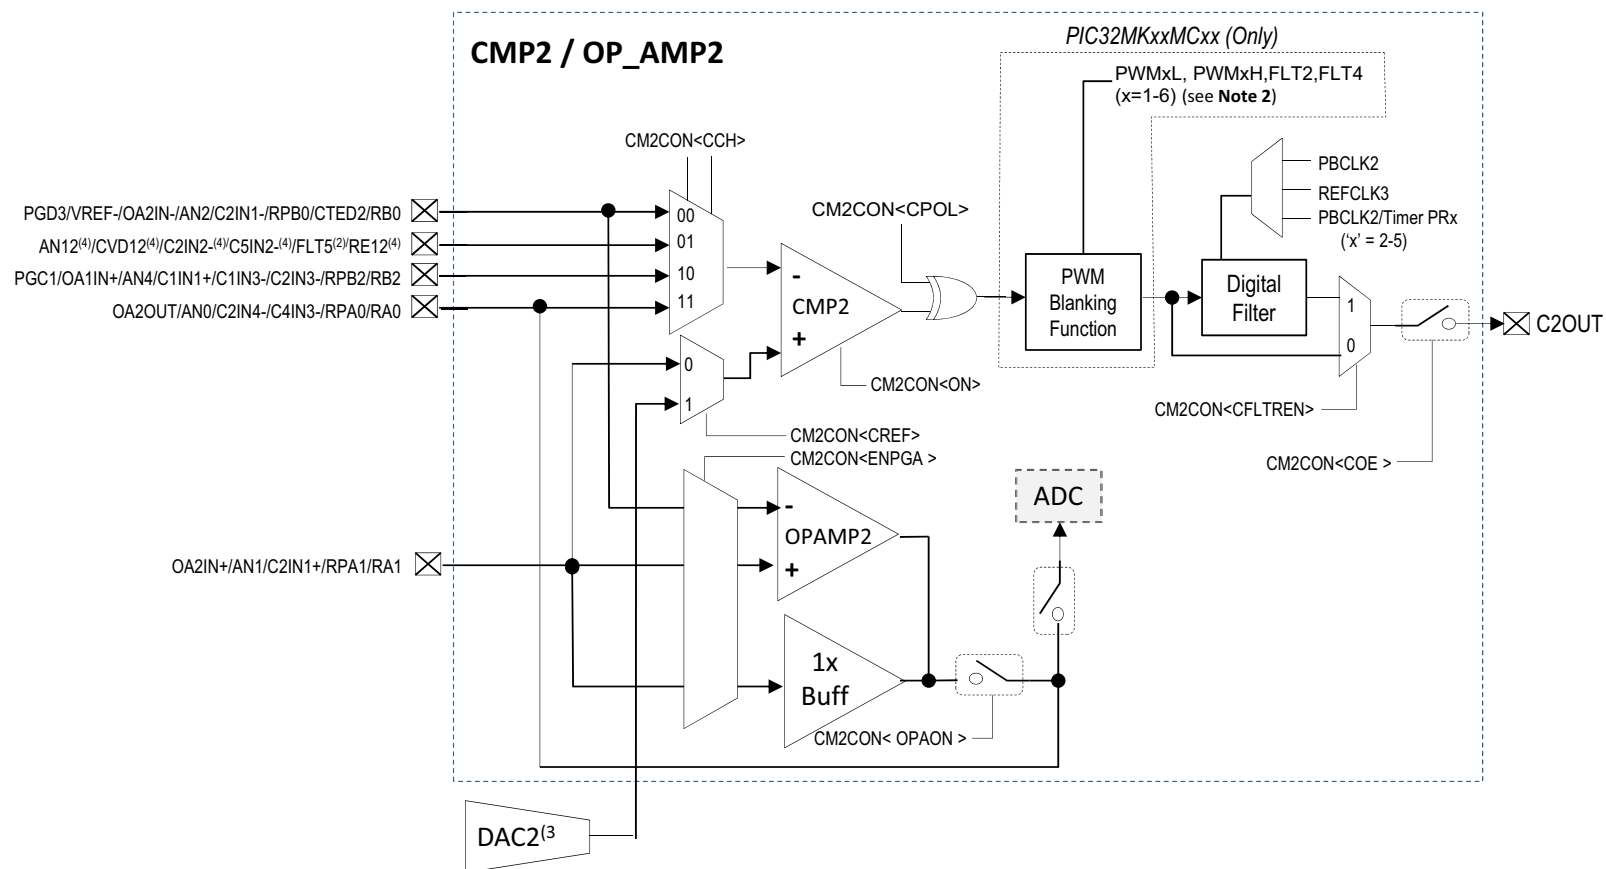 CMP2 / OP_AMP2
PIC32MKxxMCxx (Only)
PWMxL, PWMxH,FLT2,FLT4
(x=1-6) (see Note 2)
CM2CON<CCH>
PBCLK2
REFCLK3
PBCLK2/Timer PRx
('x' = 2-5)
PGD3/VREF-/OA2IN-/AN2/C2IN1-/RPB0/CTED2/RB0
00
CM2CON<CPOL>
AN12(4)/CVD12(4)/C2IN2-(4)/C5IN2-(4)/FLT5(2)/RE12(4)
01
PGC1/OA1IN+/AN4/C1IN1+/C1IN3-/C2IN3-/RPB2/RB2
10
OA2OUT/AN0/C2IN4-/C4IN3-/RPA0/RA0
11
-
CMP2
+
PWM
Blanking
Function
Digital
Filter
1
0
C2OUT
0
1
CM2CON<ON>
CM2CON<CFLTREN>
CM2CON<CREF>
CM2CON<ENPGA >
CM2CON<COE >
ADC
-
OPAMP2
+
OA2IN+/AN1/C2IN1+/RPA1/RA1
1x
Buff
CM2CON< OPAON >
DAC2(3